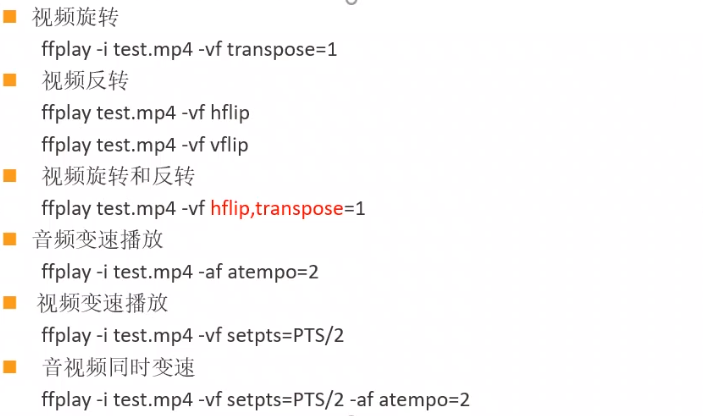 视频旋转
ffplay -i test.mp4 -vf transpose=1
视频反转
ffplay test.mp4 -vf hflip
ffplay test.mp4 -vf vflip
视频旋转和反转
ffplay test.mp4 -vf hflip,transpose=1
音频变速播放
ffplay -i test.mp4 -af atempo=2
视频变速播放
ffplay -i test.mp4 -vf setpts=PTS/2
音视频同时变速
ffplay -i test.mp4 -vf setpts=PTS/2 -af atempo=2